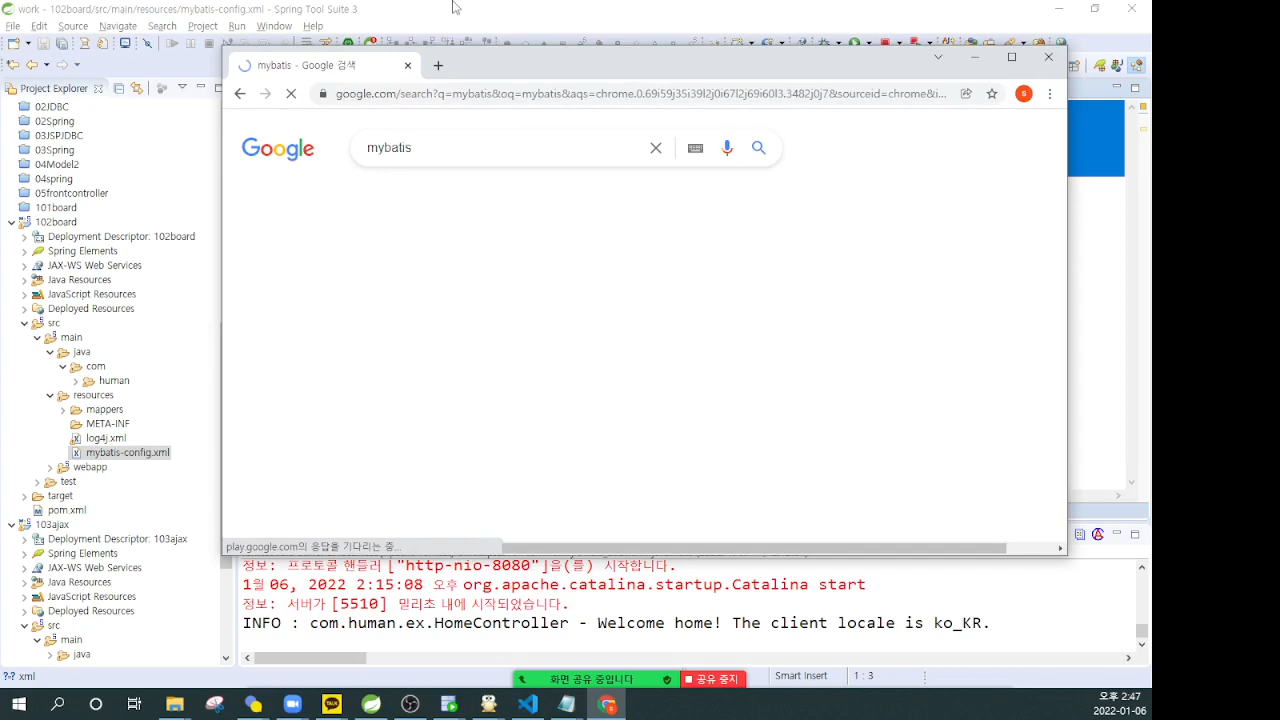 work - 102board/src/main/resources/mybatis-config.xml - Spring Tool Suite 3
File Edit Source Navigate Search Project Run Window Help
mybatis - Google 검색
google.com/search?q=mybatis&oq=mybatis&aqs=chrome.0.69i59j35i39l2j0i67l2j69i60l3.3482j0j7&sourceid=chrome&i...
S
Google
mybatis
Project Explorer
02JDBC
02Spring
03JSPJDBC
03Spring
04Model2
04spring
05frontcontroller
101board
102board
Deployment Descriptor: 102board
Spring Elements
JAX-WS Web Services
Java Resources
JavaScript Resources
Deployed Resources
src
main
java
com
human
resources
mappers
META-INF
log4j.xml
mybatis-config.xml
webapp
test
target
pom.xml
103ajax
Deployment Descriptor: 103ajax
Spring Elements
JAX-WS Web Services
Java Resources
JavaScript Resources
Deployed Resources
src
main
java
play.google.com의 응답을 기다리는 중...
정보: 프로토콜 핸들러 ["http-nio-8080"]을(를) 시작합니다.
1월 06, 2022 2:15:08 오후 org.apache.catalina.startup.Catalina start
정보: 서버가 [5510] 밀리초 내에 시작되었습니다.
INFO : com.human.ex.HomeController - Welcome home! The client locale is ko_KR.
xml
화면 공유 중입니다
공유 중지
Smart Insert
1 : 3
TALK
오후 2:47
2022-01-06